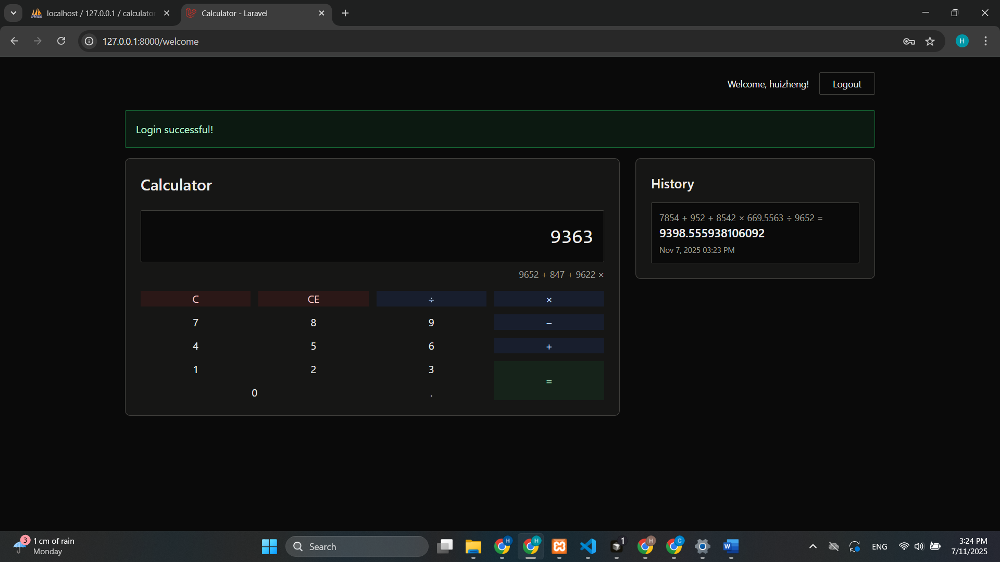 localhost / 127.0.0.1 / calculator
Calculator - Laravel
127.0.0.1:8000/welcome
H
Welcome, huizheng!
Logout
Login successful!
Calculator
9363
9652 + 847 + 9622 ×
C CE ÷ ×
7 8 9 −
4 5 6 +
1 2 3
=
0 .
History
7854 + 952 + 8542 × 669.5563 ÷ 9652 =
9398.555938106092
Nov 7, 2025 03:23 PM
3
1 cm of rain
Monday
Search
H
H
1
H
C
W
ENG
3:24 PM
7/11/2025